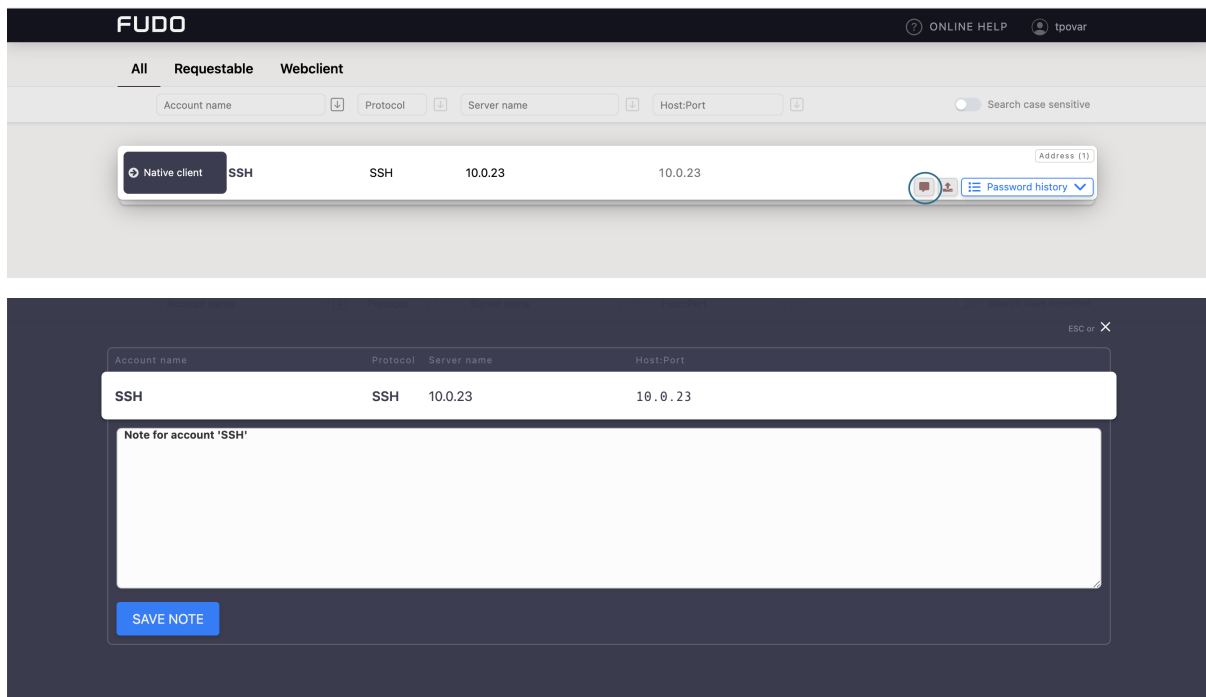 FUDO
ONLINE HELP tpovar
All Requestable Webclient
Account name Protocol Server name Host:Port Search case sensitive
Address (1)
Native client SSH SSH 10.0.23 10.0.23
Password history
ESC or
Account name Protocol Server name Host:Port
SSH SSH 10.0.23 10.0.23
Note for account 'SSH'
SAVE NOTE